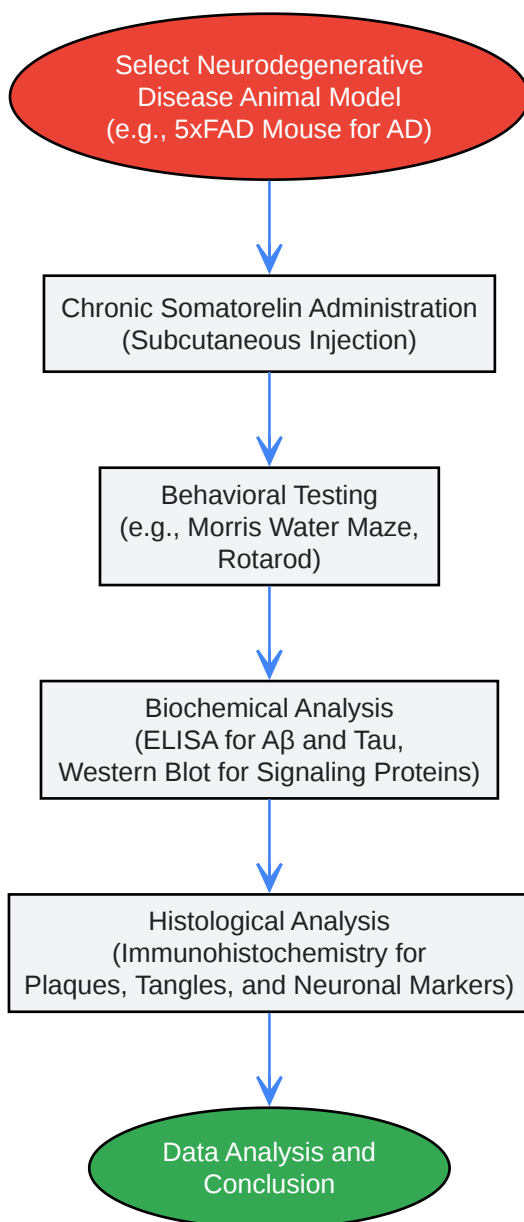 Select Neurodegenerative
Disease Animal Model
(e.g., 5xFAD Mouse for AD)
Chronic Somatorelin Administration
(Subcutaneous Injection)
Behavioral Testing
(e.g., Morris Water Maze,
Rotarod)
Biochemical Analysis
(ELISA for Aβ and Tau,
Western Blot for Signaling Proteins)
Histological Analysis
(Immunohistochemistry for
Plaques, Tangles, and Neuronal Markers)
Data Analysis and
Conclusion